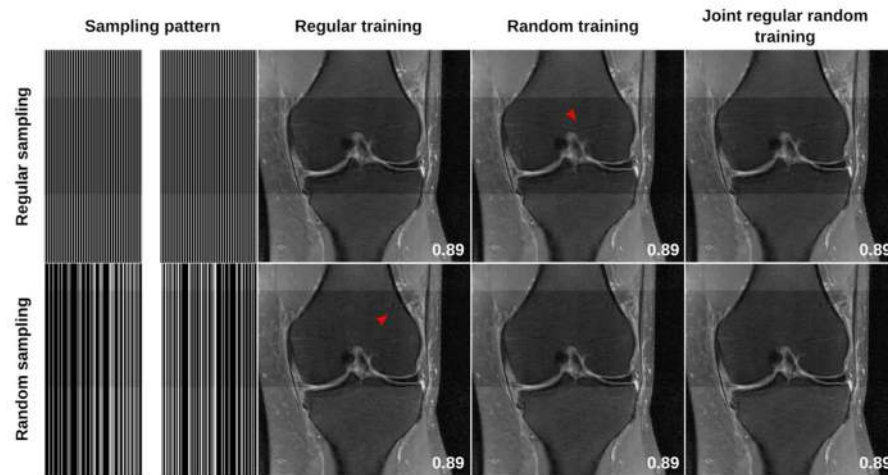 Sampling pattern
Regular training
Random training
Joint regular random
training
Regular sampling
0.89
0.89
0.89
Random sampling
0.89
0.89
0.89